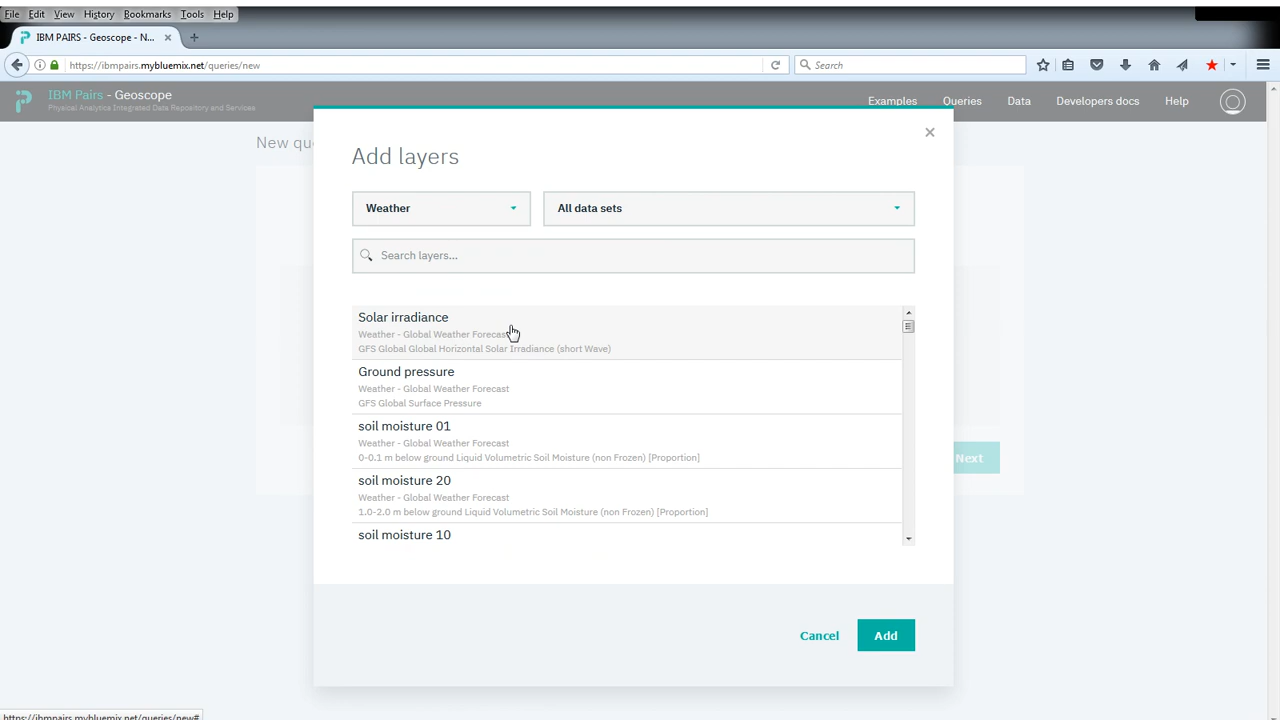 File Edit View History Bookmarks Tools Help
IBM PAIRS - Geoscope - N...
https://ibmpairs.mybluemix.net/queries/new
Search
IBM Pairs - Geoscope
Physical Analytics Integrated Data Repository and Services
Examples Queries Data Developers docs Help
New qu
Add layers
Weather
All data sets
Search layers...
Solar irradiance
Weather - Global Weather Forecast
GFS Global Global Horizontal Solar Irradiance (short Wave)
Ground pressure
Weather - Global Weather Forecast
GFS Global Surface Pressure
soil moisture 01
Weather - Global Weather Forecast
0-0.1 m below ground Liquid Volumetric Soil Moisture (non Frozen) [Proportion]
soil moisture 20
Weather - Global Weather Forecast
1.0-2.0 m below ground Liquid Volumetric Soil Moisture (non Frozen) [Proportion]
soil moisture 10
Next
Cancel
Add
https://ibmpairs.mybluemix.net/queries/new#